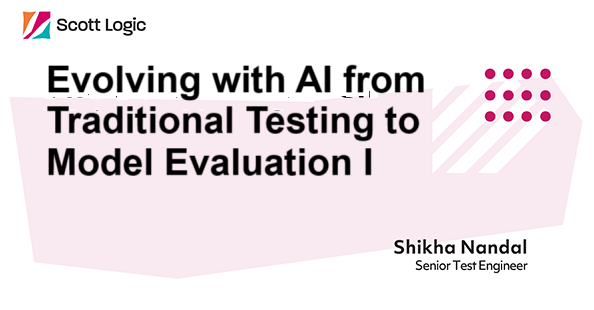 Scott Logic
Evolving with AI from
Traditional Testing to
Model Evaluation I
Shikha Nandal
Senior Test Engineer